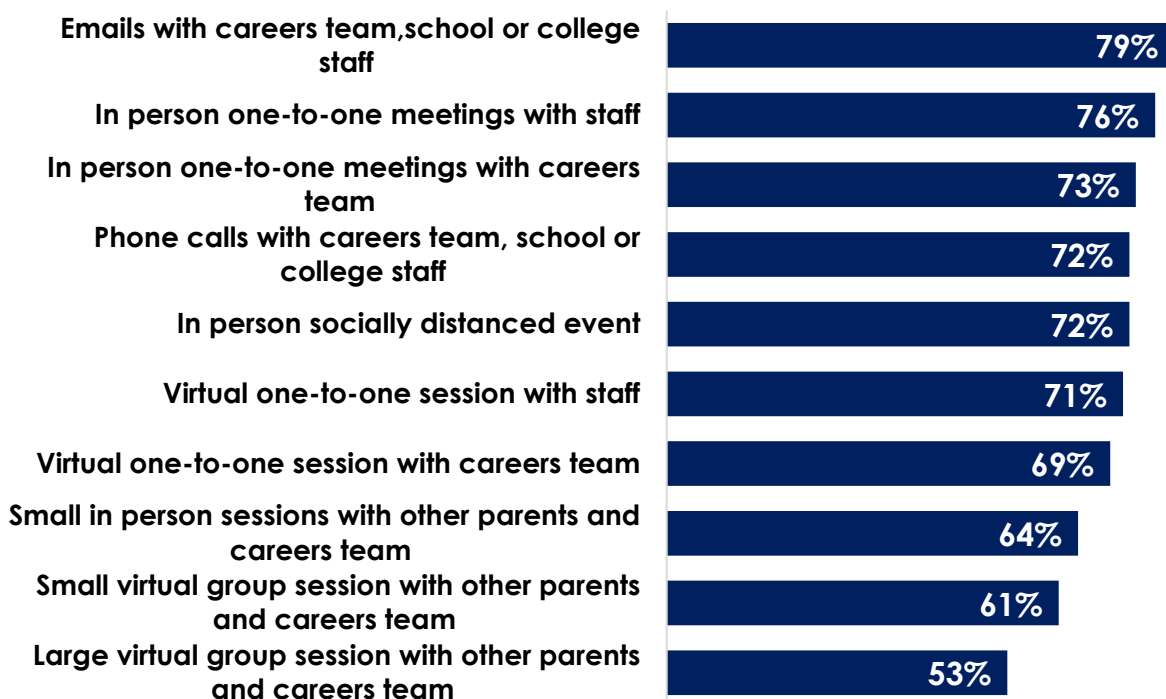 Emails with careers team,school or college
staff
79%
In person one-to-one meetings with staff
76%
In person one-to-one meetings with careers
team
73%
Phone calls with careers team, school or
college staff
72%
In person socially distanced event
72%
Virtual one-to-one session with staff
71%
Virtual one-to-one session with careers team
69%
Small in person sessions with other parents and
careers team
64%
Small virtual group session with other parents
and careers team
61%
Large virtual group session with other parents
and careers team
53%